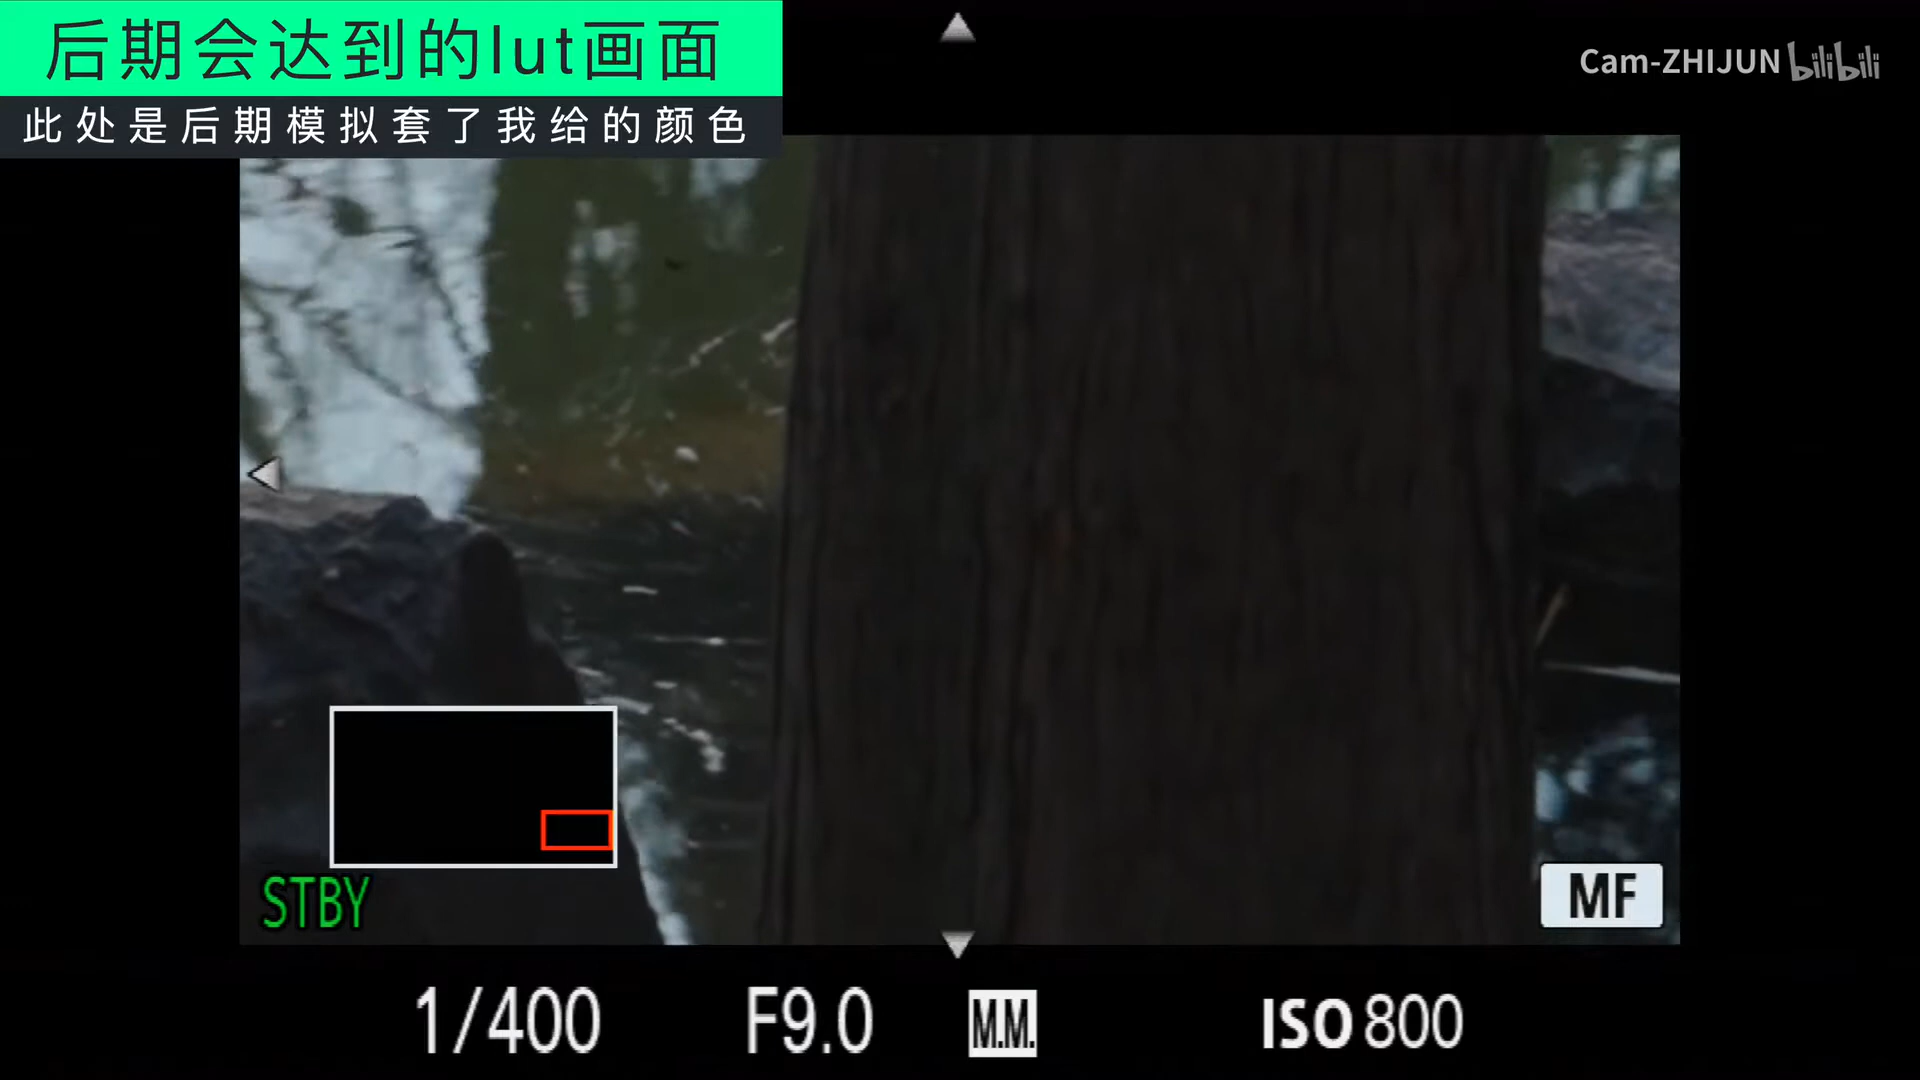 后期会达到的lut画面
此处是后期模拟套了我给的颜色
Cam-ZHIJUN bilibili
STBY
MF
1/400 F9.0 M.M. ISO 800